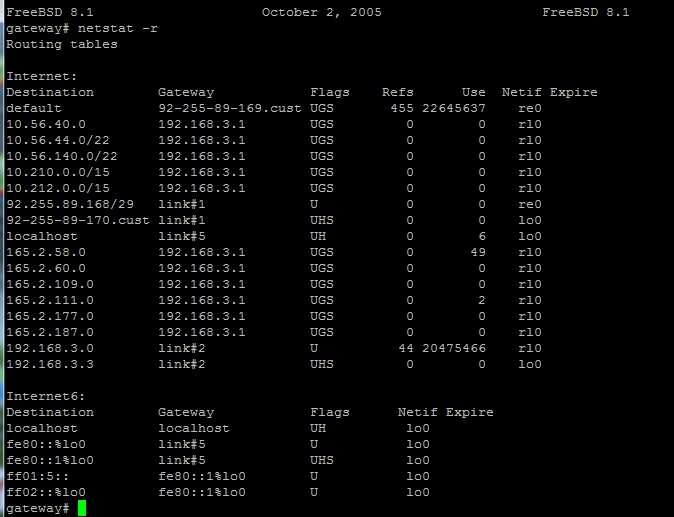 FreeBSD 8.1 October 2, 2005 FreeBSD 8.1
gateway# netstat -r
Routing tables
Internet:
Destination Gateway Flags Refs Use Netif Expire
default 92-255-89-169.cust UGS 455 22645637 re0
10.56.40.0 192.168.3.1 UGS 0 0 rl0
10.56.44.0/22 192.168.3.1 UGS 0 0 rl0
10.56.140.0/22 192.168.3.1 UGS 0 0 rl0
10.210.0.0/15 192.168.3.1 UGS 0 0 rl0
10.212.0.0/15 192.168.3.1 UGS 0 0 rl0
92.255.89.168/29 link#1 U 0 0 re0
92-255-89-170.cust link#1 UHS 0 0 lo0
localhost link#5 UH 0 6 lo0
165.2.58.0 192.168.3.1 UGS 0 49 rl0
165.2.60.0 192.168.3.1 UGS 0 0 rl0
165.2.109.0 192.168.3.1 UGS 0 0 rl0
165.2.111.0 192.168.3.1 UGS 0 2 rl0
165.2.177.0 192.168.3.1 UGS 0 0 rl0
165.2.187.0 192.168.3.1 UGS 0 0 rl0
192.168.3.0 link#2 U 44 20475466 rl0
192.168.3.3 link#2 UHS 0 0 lo0
Internet6:
Destination Gateway Flags Netif Expire
localhost localhost UH lo0
fe80::%lo0 link#5 U lo0
fe80::1%lo0 link#5 UHS lo0
ff01:5:: fe80::1%lo0 U lo0
ff02::%lo0 fe80::1%lo0 U lo0
gateway#